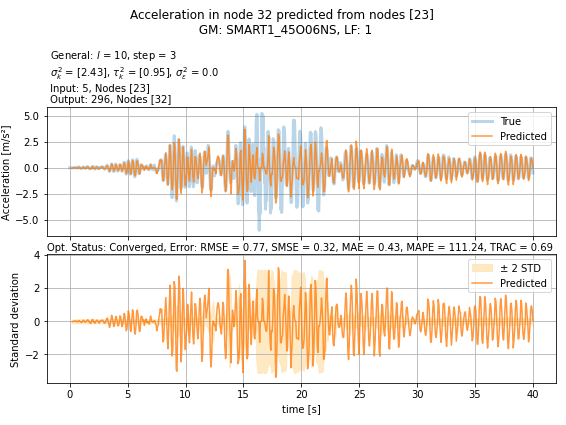 Acceleration in node 32 predicted from nodes [23]
GM: SMART1_45O06NS, LF: 1
General: l = 10, step = 3
σ²ₖ = [2.43], τ²ₖ = [0.95], σ²ε = 0.0
Input: 5, Nodes [23]
Output: 296, Nodes [32]
Acceleration [m/s²]
5.0
2.5
0.0
−2.5
−5.0
True
Predicted
Opt. Status: Converged, Error: RMSE = 0.77, SMSE = 0.32, MAE = 0.43, MAPE = 111.24, TRAC = 0.69
Standard deviation
4
2
0
−2
± 2 STD
Predicted
0 5 10 15 20 25 30 35 40
time [s]